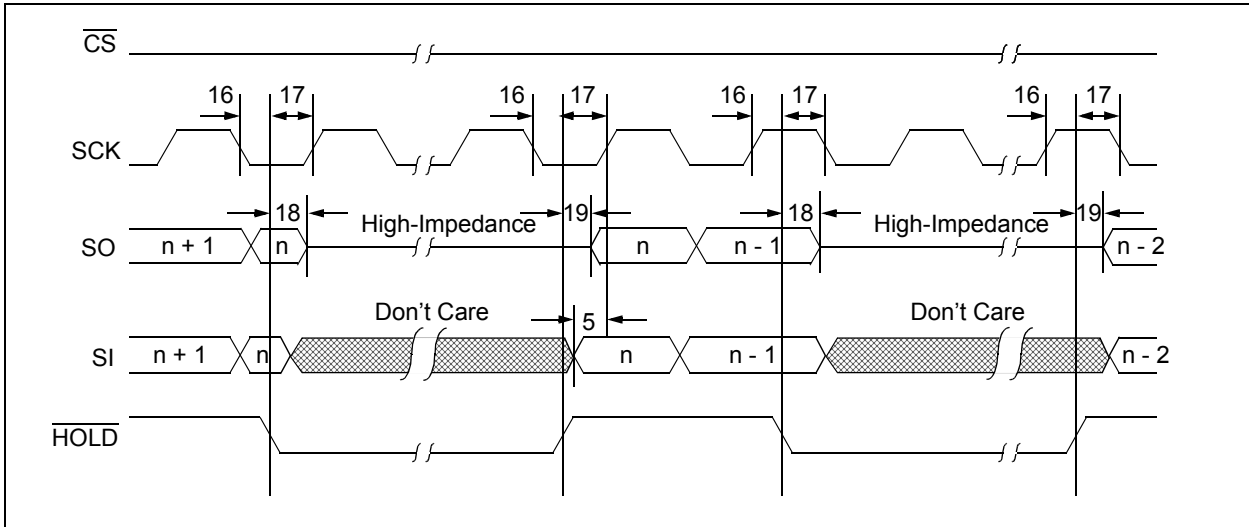 CS
16 17 16 17 16 17 16 17
SCK
18 High-Impedance 19 18 High-Impedance 19
SO n + 1 n n n - 1 n - 2
Don't Care 5 Don't Care
SI n + 1 n n n - 1 n - 2
HOLD